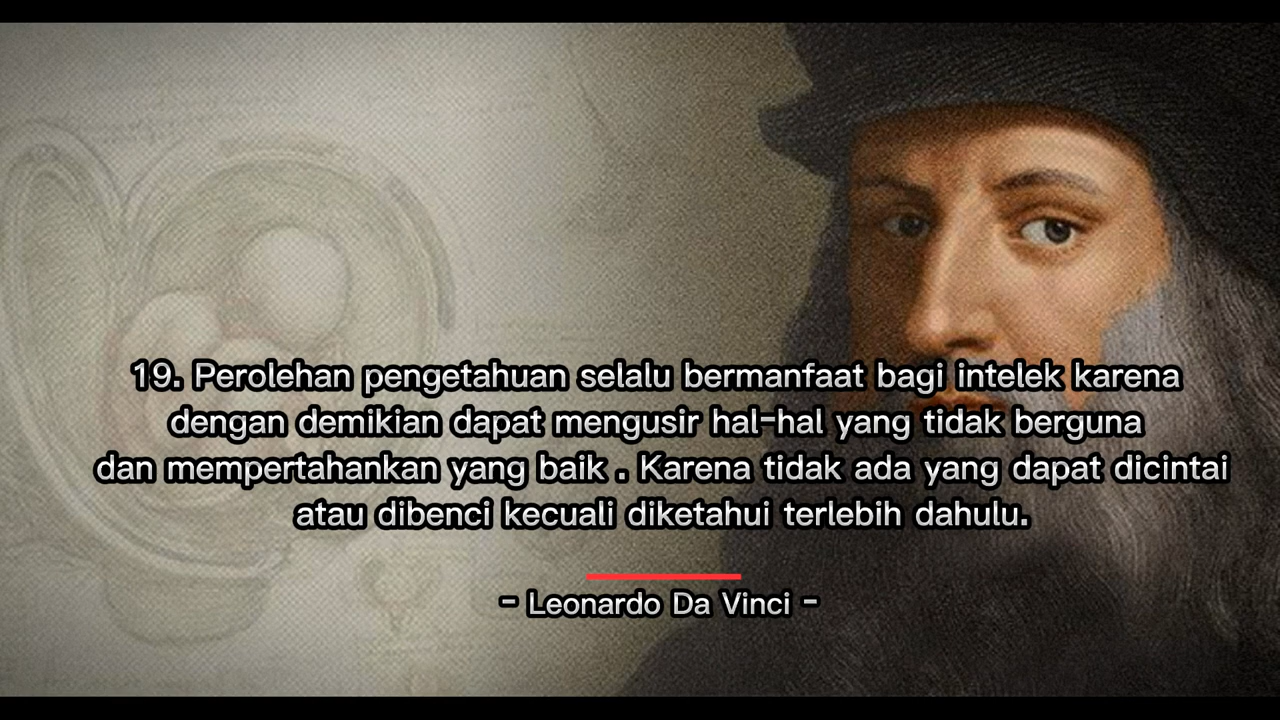 19. Perolehan pengetahuan selalu bermanfaat bagi intelek karena
dengan demikian dapat mengusir hal-hal yang tidak berguna
dan mempertahankan yang baik . Karena tidak ada yang dapat dicintai
atau dibenci kecuali diketahui terlebih dahulu.
- Leonardo Da Vinci -